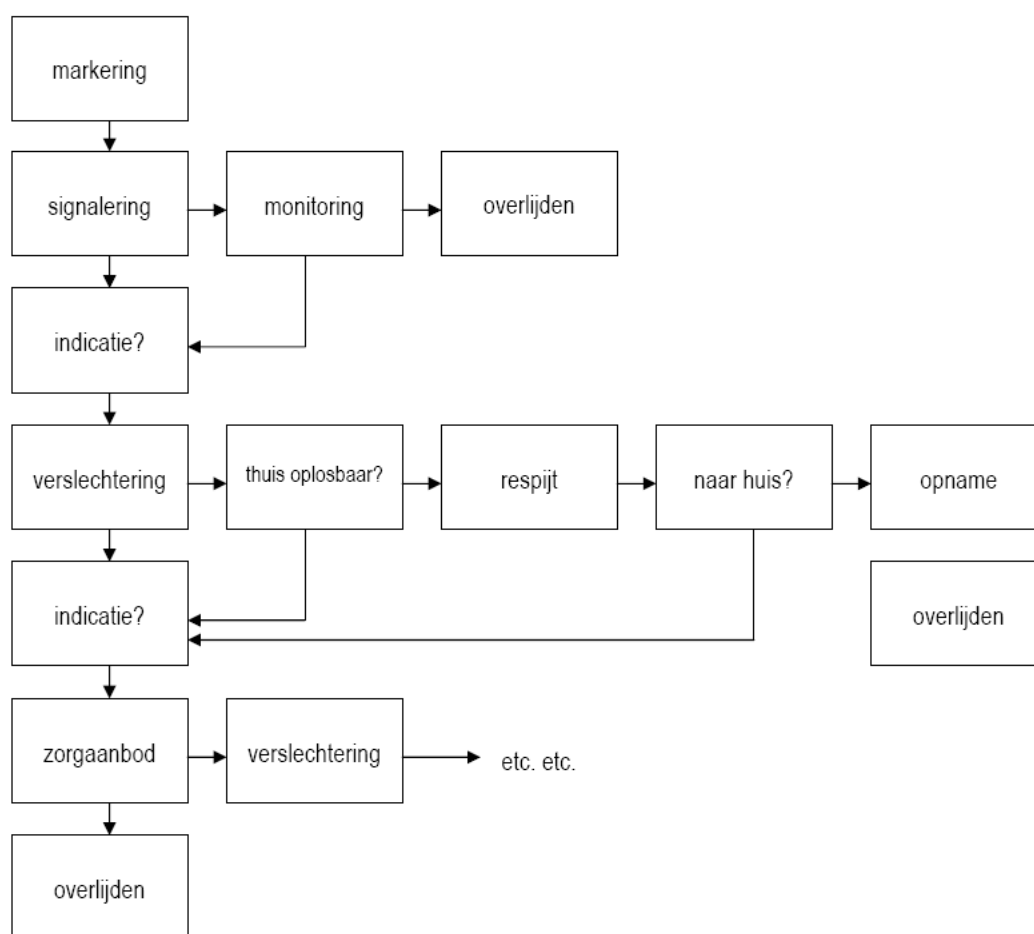 markering
signalering
monitoring
overlijden
indicatie?
verslechtering
thuis oplosbaar?
respijt
naar huis?
opname
indicatie?
overlijden
zorgaanbod
verslechtering
etc. etc.
overlijden